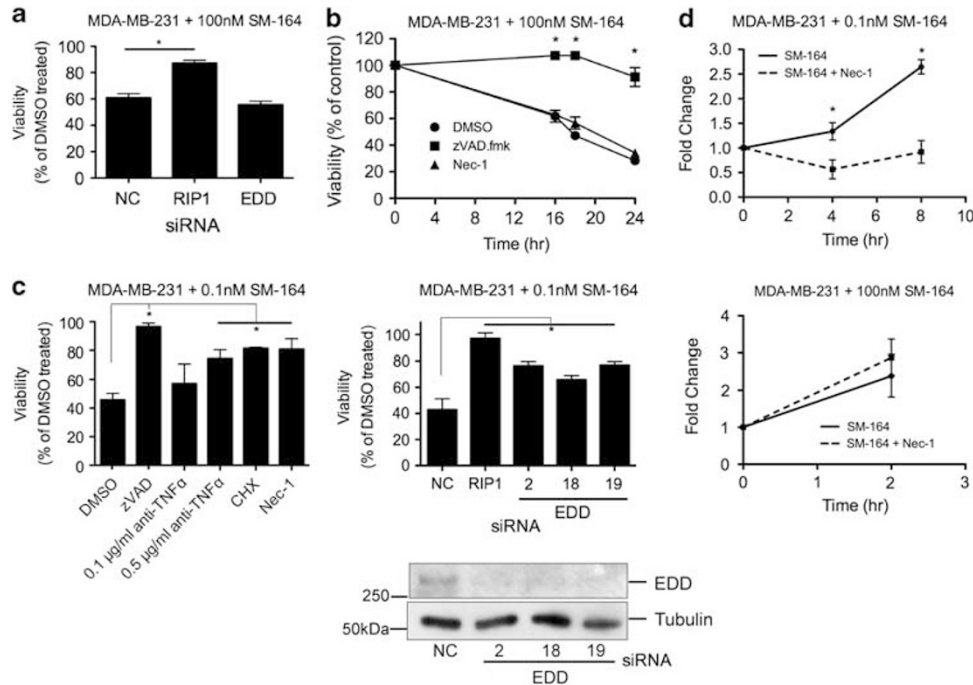 a
MDA-MB-231 + 100nM SM-164
Viability
(% of DMSO treated)
100
80
60
40
20
0
*
NC RIP1 EDD
siRNA
b
MDA-MB-231 + 100nM SM-164
Viability (% of control)
120
100
80
60
40
20
0
* * *
DMSO
zVAD.fmk
Nec-1
0 4 8 12 16 20 24
Time (hr)
d
MDA-MB-231 + 0.1nM SM-164
Fold Change
3.0
2.5
2.0
1.5
1.0
0.5
0.0
SM-164
SM-164 + Nec-1
*
*
0 2 4 6 8 10
Time (hr)
c
MDA-MB-231 + 0.1nM SM-164
Viability
(% of DMSO treated)
100
80
60
40
20
0
* *
DMSO
zVAD
0.1 µg/ml anti-TNFα
0.5 µg/ml anti-TNFα
CHX
Nec-1
MDA-MB-231 + 0.1nM SM-164
Viability
(% of DMSO treated)
100
80
60
40
20
0
*
NC RIP1 2 18 19
EDD
siRNA
MDA-MB-231 + 100nM SM-164
Fold Change
4
3
2
1
0
SM-164
SM-164 + Nec-1
0 1 2 3
Time (hr)
250
EDD
50kDa
Tubulin
NC 2 18 19 siRNA
EDD